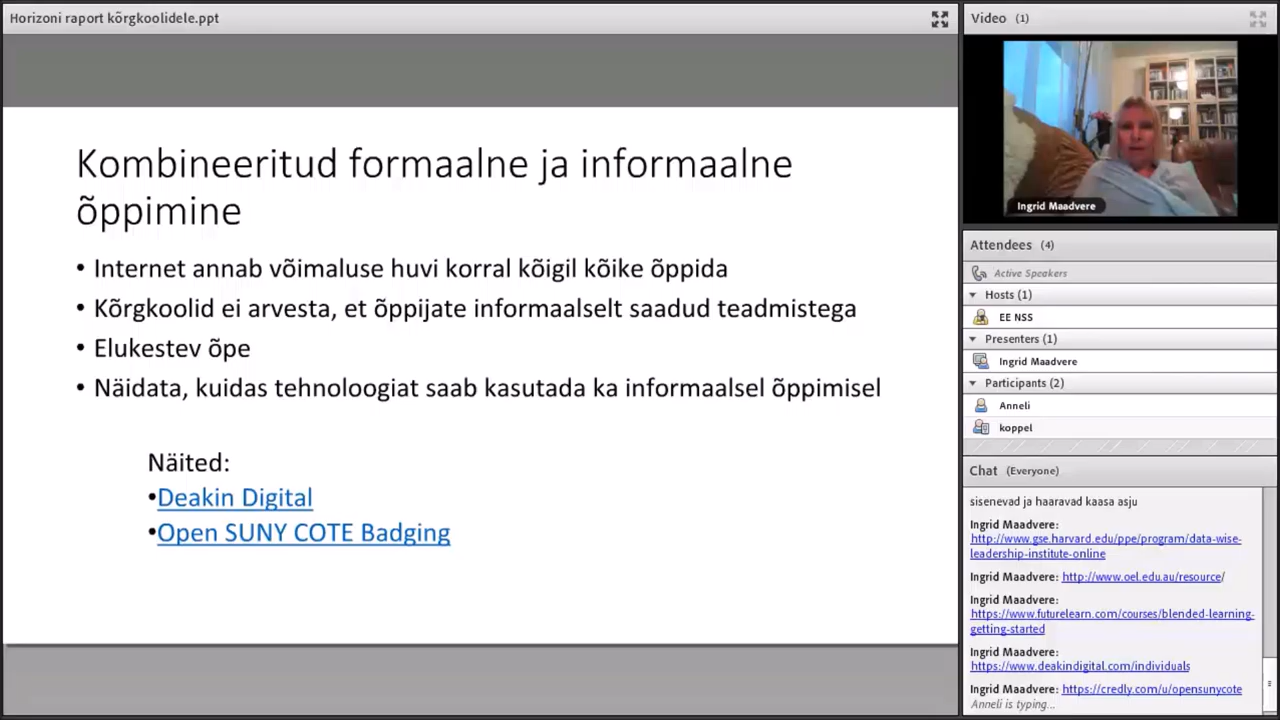 Horizoni raport kõrgkoolidele.ppt
Kombineeritud formaalne ja informaalne
õppimine
• Internet annab võimaluse huvi korral kõigil kõike õppida
• Kõrgkoolid ei arvesta, et õppijate informaalselt saadud teadmistega
• Elukestev õpe
• Näidata, kuidas tehnoloogiat saab kasutada ka informaalsel õppimisel
Näited:
•Deakin Digital
•Open SUNY COTE Badging
Video (1)
Ingrid Maadvere
Attendees (4)
Active Speakers
Hosts (1)
EE NSS
Presenters (1)
Ingrid Maadvere
Participants (2)
Anneli
koppel
Chat (Everyone)
sisenevad ja haaravad kaasa asju
Ingrid Maadvere:
http://www.gse.harvard.edu/ppe/program/data-wise-
leadership-institute-online
Ingrid Maadvere: http://www.oel.edu.au/resource/
Ingrid Maadvere:
https://www.futurelearn.com/courses/blended-learning-
getting-started
Ingrid Maadvere:
https://www.deakindigital.com/individuals
Ingrid Maadvere: https://credly.com/u/opensunycote
Anneli is typing...